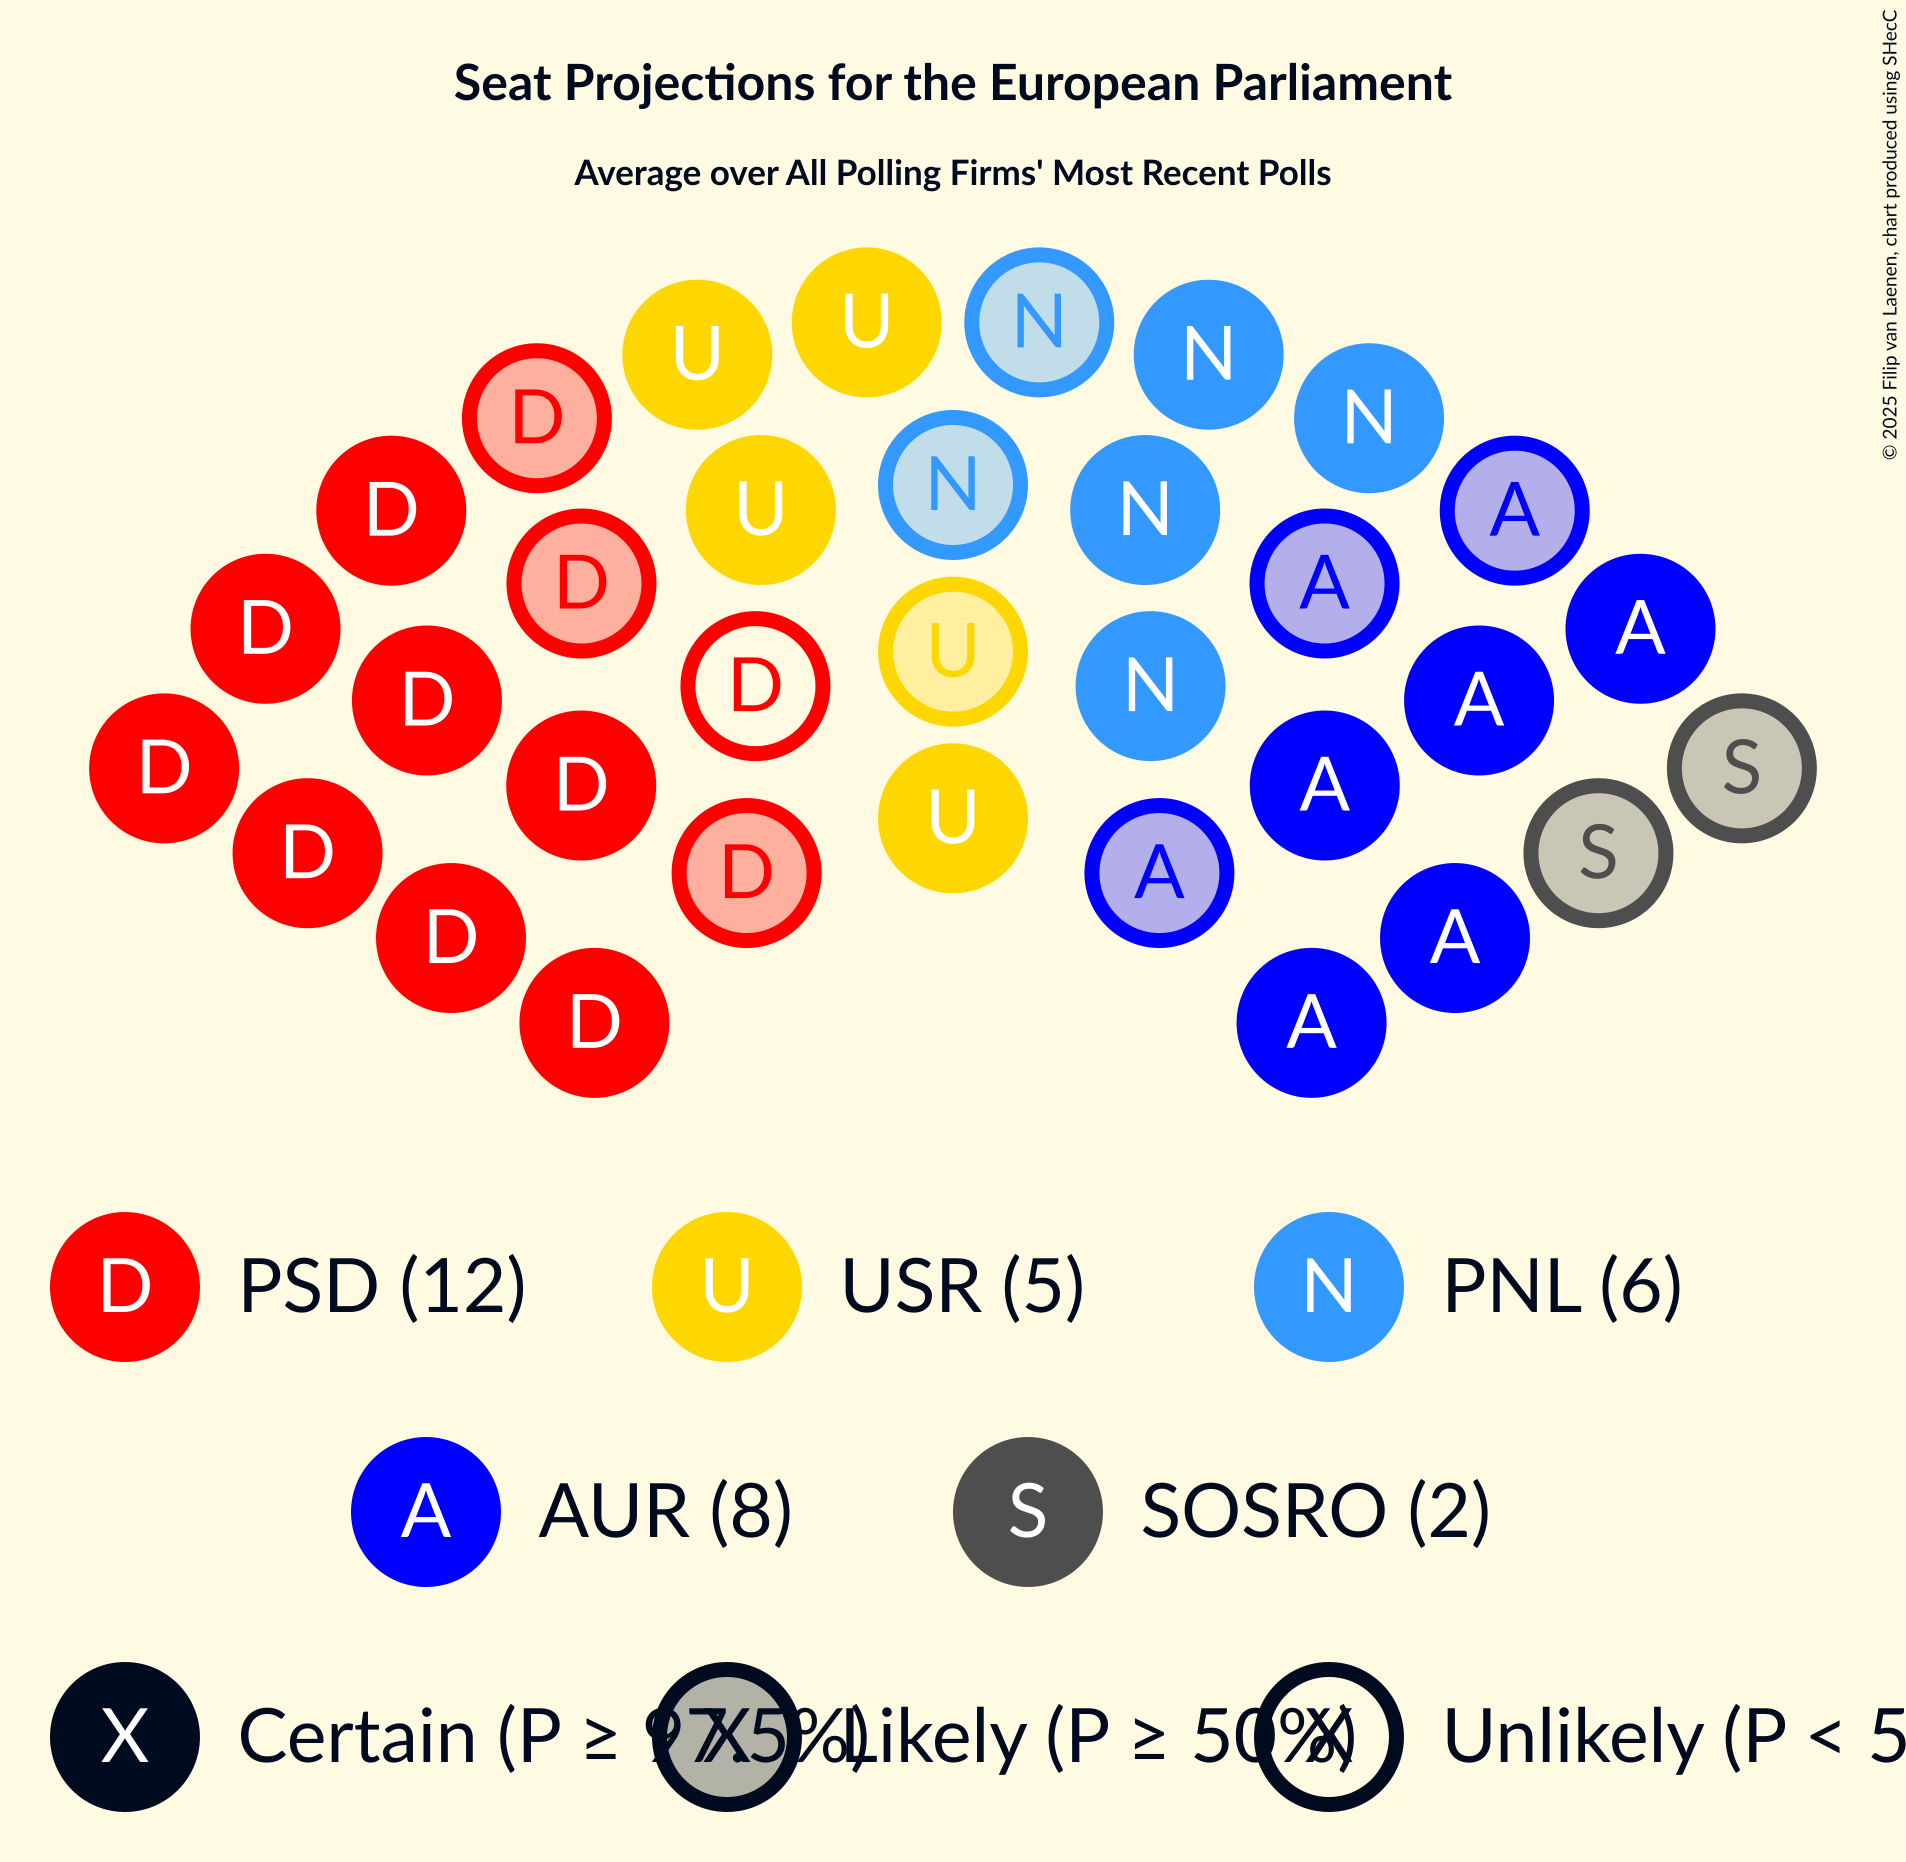 Seat Projections for the European Parliament
Average over All Polling Firms' Most Recent Polls
© 2025 Filip van Laenen, chart produced using SHecC
U U N
U N N
D D A
D U N N A
D D A
D D U N A A
D D A S
D D U A S
D D A
D A
PSD (12) U USR (5) N PNL (6)
A AUR (8) S SOSRO (2)
X Certain (P ≥ 97.5%) X Likely (P ≥ 50%) X Unlikely (P < 5